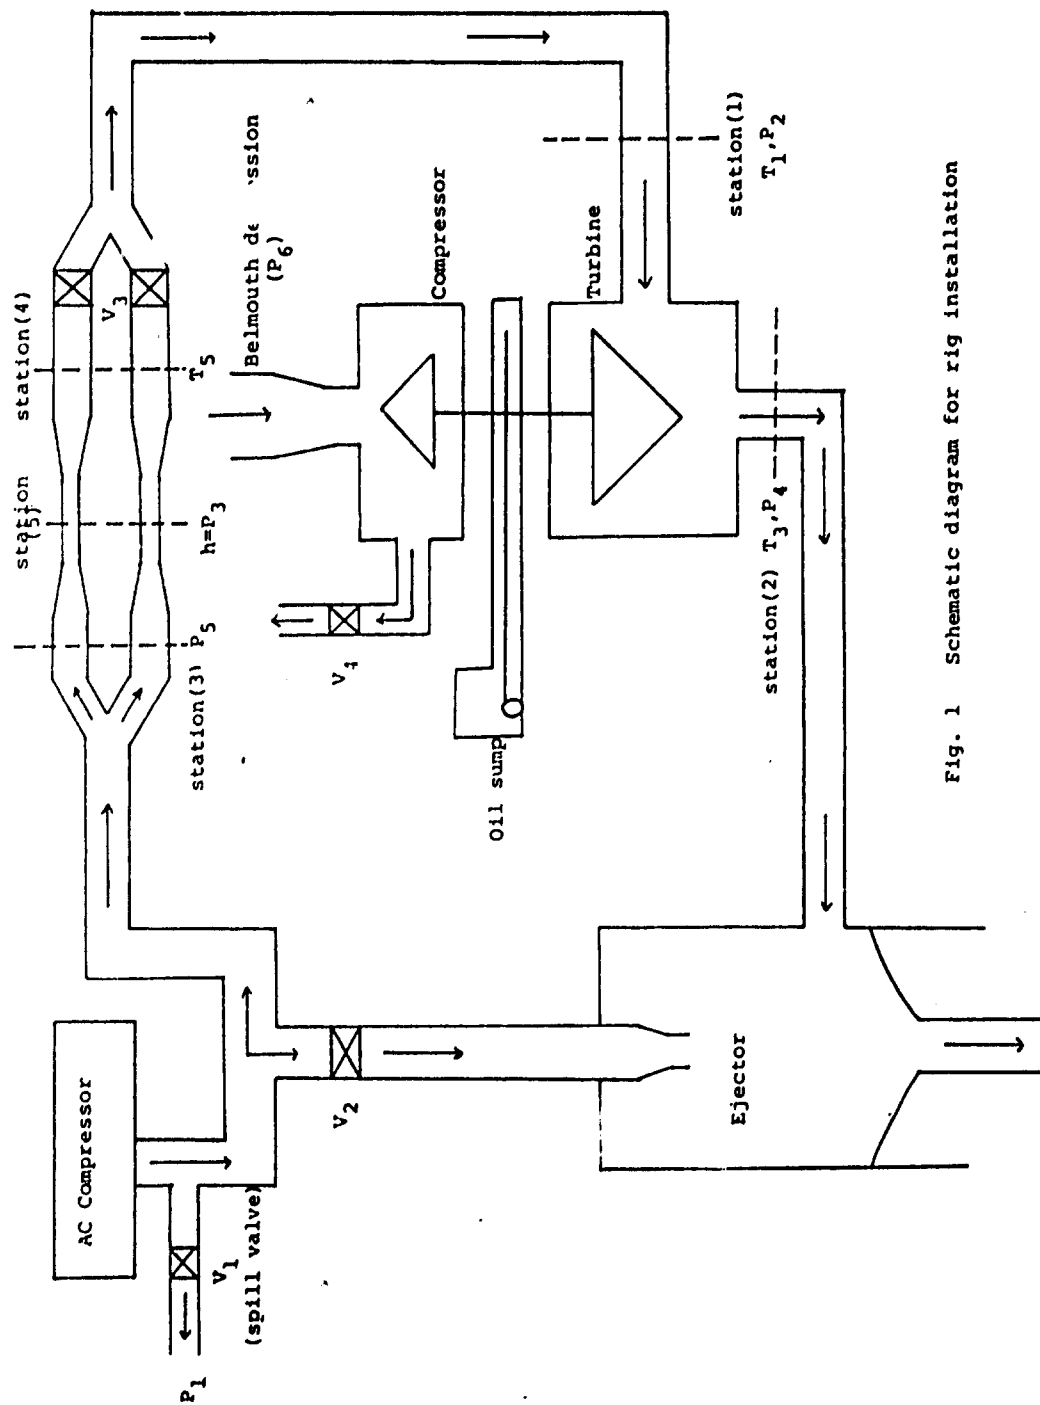 AC Compressor
P1
V1
(spill valve)
V2
Ejector
station(3) P5
station
(5)
h=P3
station(4)
T5
V3
Belmouth de ssion
(P6)
Compressor
V4
Oil sump
Turbine
station(1)
T1,P2
station(2) T3,P4
Fig. 1 Schematic diagram for rig installation